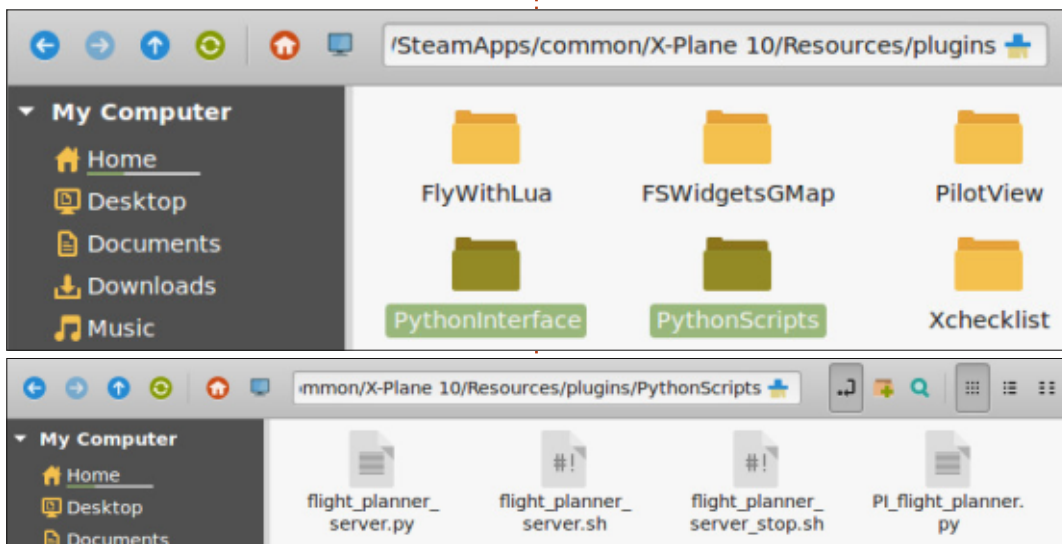 /SteamApps/common/X-Plane 10/Resources/plugins
My Computer
Home
Desktop
Documents
Downloads
Music
FlyWithLua
FSWidgetsGMap
PilotView
PythonInterface
PythonScripts
Xchecklist
mmon/X-Plane 10/Resources/plugins/PythonScripts
My Computer
Home
Desktop
Documents
#!
#!
flight_planner_
server.py
flight_planner_
server.sh
flight_planner_
server_stop.sh
PI_flight_planner.
py